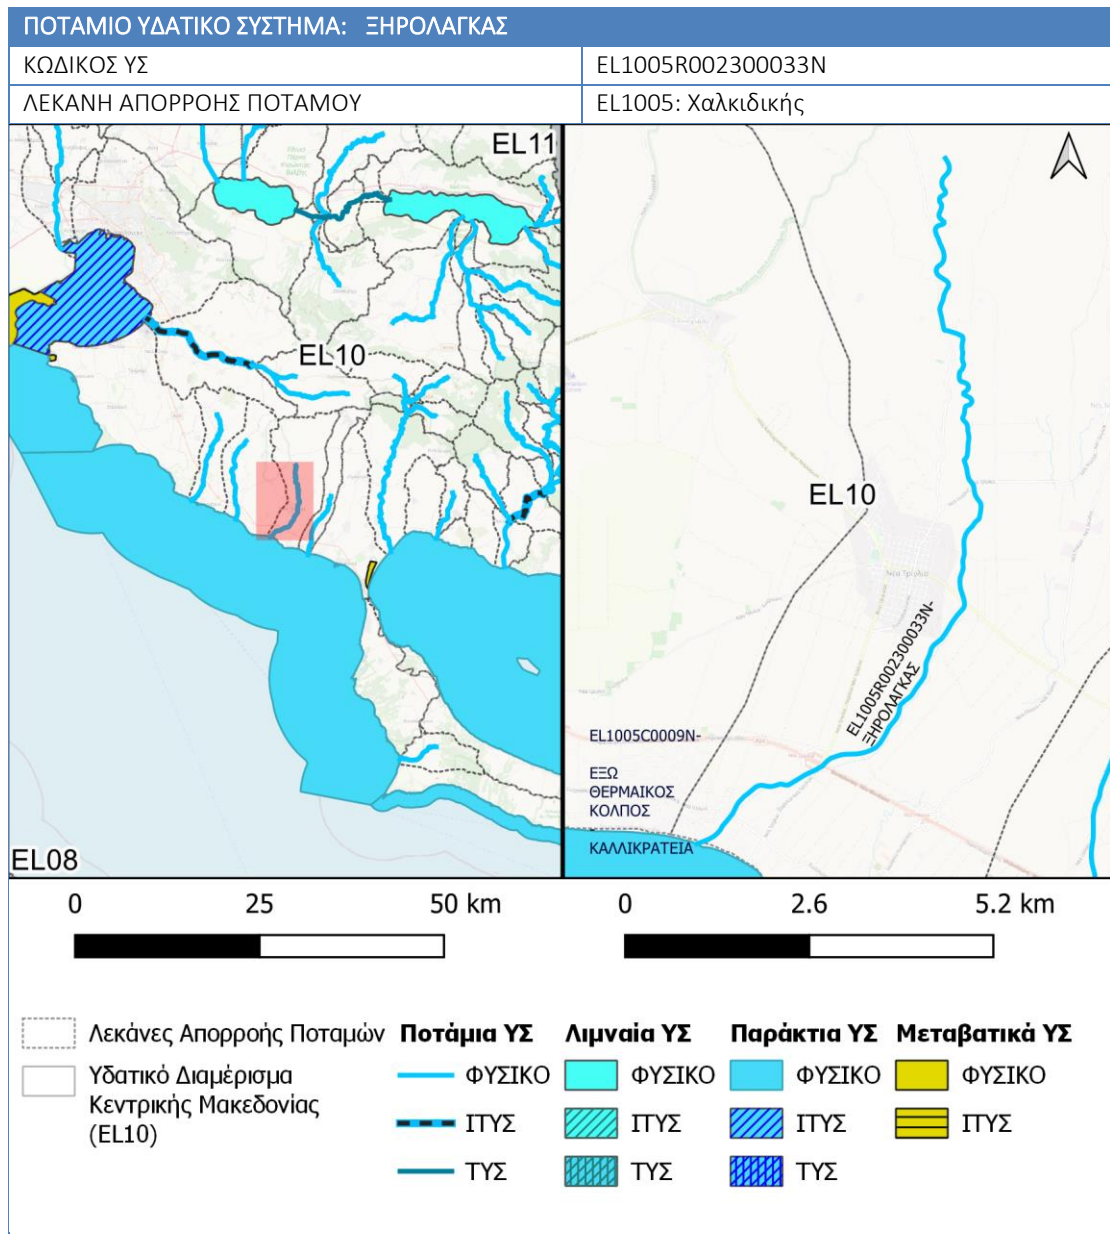 ΠΟΤΑΜΙΟ ΥΔΑΤΙΚΟ ΣΥΣΤΗΜΑ: ΞΗΡΟΛΑΓΚΑΣ
ΚΩΔΙΚΟΣ ΥΣ
EL1005R002300033N
ΛΕΚΑΝΗ ΑΠΟΡΡΟΗΣ ΠΟΤΑΜΟΥ
EL1005: Χαλκιδικής
EL11
EL10
EL08
EL10
Νέα Τρίγλια
EL1005R002300033N-
ΞΗΡΟΛΑΓΚΑΣ
EL1005C0009N-
ΕΞΩ
ΘΕΡΜΑΙΚΟΣ
ΚΟΛΠΟΣ
-
ΚΑΛΛΙΚΡΑΤΕΙΑ
0 25 50 km
0 2.6 5.2 km
Λεκάνες Απορροής Ποταμών
Υδατικό Διαμέρισμα
Κεντρικής Μακεδονίας
(EL10)
Ποτάμια ΥΣ
ΦΥΣΙΚΟ
ΙΤΥΣ
ΤΥΣ
Λιμναία ΥΣ
ΦΥΣΙΚΟ
ΙΤΥΣ
ΤΥΣ
Παράκτια ΥΣ
ΦΥΣΙΚΟ
ΙΤΥΣ
ΤΥΣ
Μεταβατικά ΥΣ
ΦΥΣΙΚΟ
ΙΤΥΣ